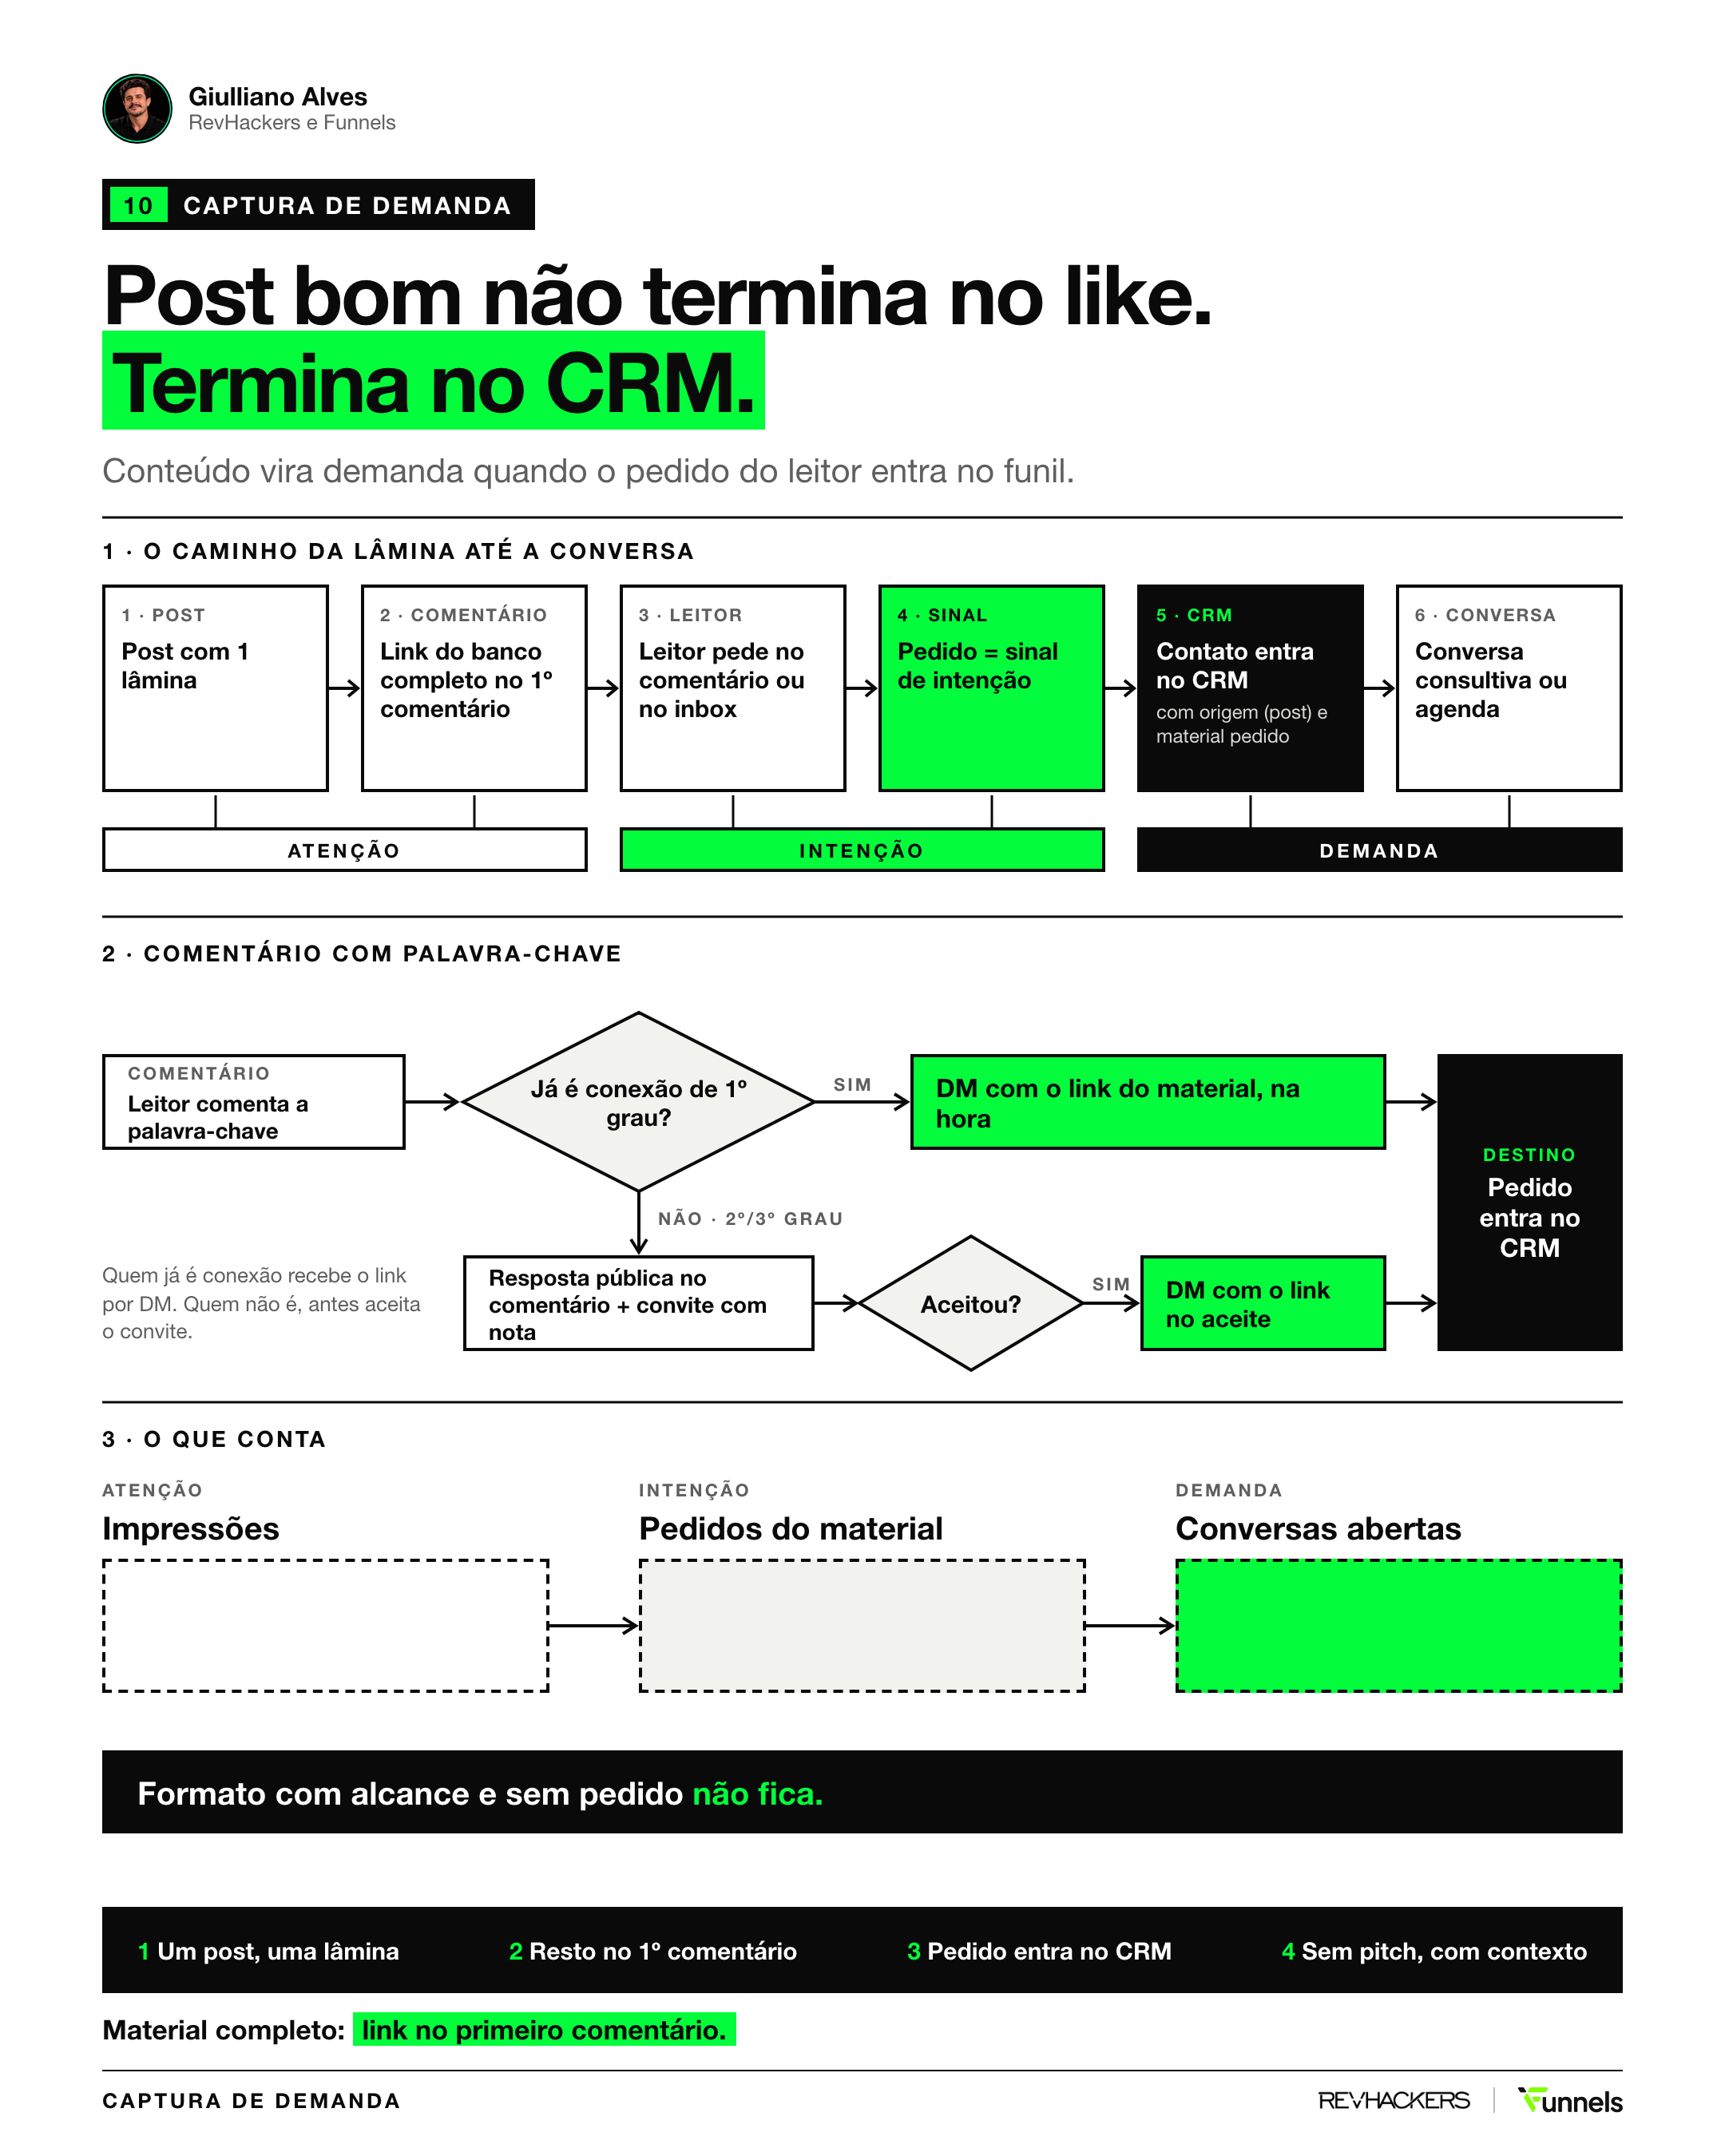 Giulliano Alves
RevHackers e Funnels
10 CAPTURA DE DEMANDA
Post bom não termina no like.
Termina no CRM.
Conteúdo vira demanda quando o pedido do leitor entra no funil.
1 · O CAMINHO DA LÂMINA ATÉ A CONVERSA
1 · POST
Post com 1
lâmina
2 · COMENTÁRIO
Link do banco
completo no 1º
comentário
3 · LEITOR
Leitor pede no
comentário ou
no inbox
4 · SINAL
Pedido = sinal
de intenção
5 · CRM
Contato entra
no CRM
com origem (post) e
material pedido
6 · CONVERSA
Conversa
consultiva ou
agenda
ATENÇÃO
INTENÇÃO
DEMANDA
2 · COMENTÁRIO COM PALAVRA-CHAVE
COMENTÁRIO
Leitor comenta a
palavra-chave
Já é conexão de 1º
grau?
SIM
DM com o link do material, na
hora
NÃO · 2º/3º GRAU
Quem já é conexão recebe o link
por DM. Quem não é, antes aceita
o convite.
Resposta pública no
comentário + convite com
nota
Aceitou?
SIM
DM com o link
no aceite
DESTINO
Pedido
entra no
CRM
3 · O QUE CONTA
ATENÇÃO
Impressões
INTENÇÃO
Pedidos do material
DEMANDA
Conversas abertas
Formato com alcance e sem pedido não fica.
1 Um post, uma lâmina
2 Resto no 1º comentário
3 Pedido entra no CRM
4 Sem pitch, com contexto
Material completo: link no primeiro comentário.
CAPTURA DE DEMANDA
REVHACKERS
Funnels